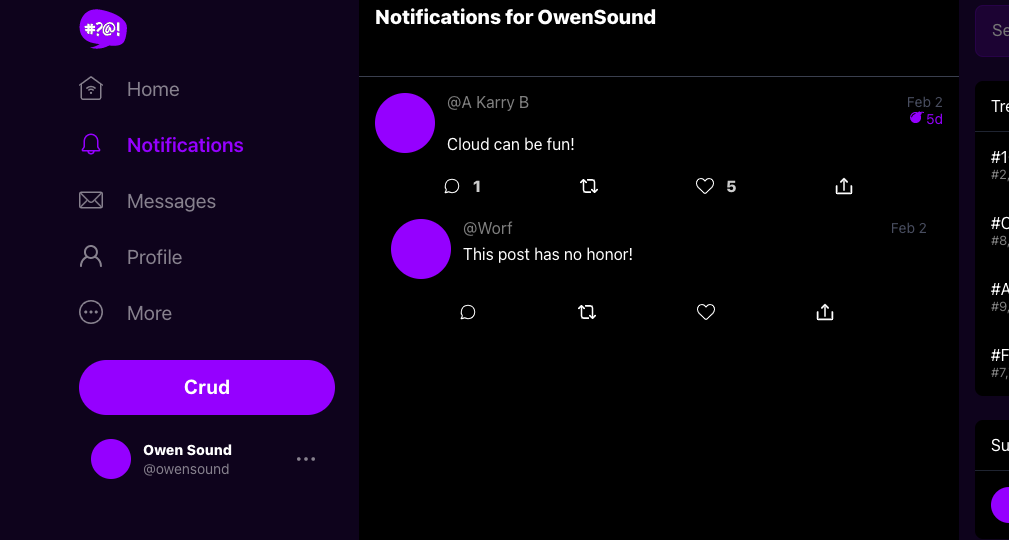 #?@!
Home
Notifications
Messages
Profile
More
Crud
Owen Sound
@owensound
Notifications for OwenSound
@A Karry B
Feb 2
5d
Cloud can be fun!
1
5
@Worf
Feb 2
This post has no honor!
Se
Tre
#1
#2,
#8,
#A
#9,
#F
#7,
Su